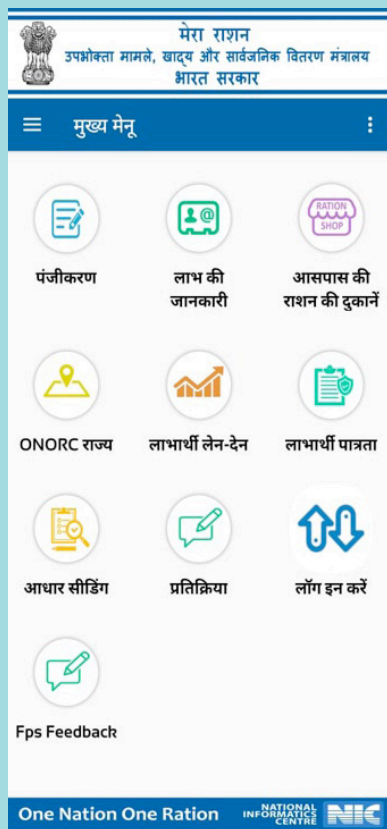 मेरा राशन
उपभोक्ता मामले, खाद्य और सार्वजनिक वितरण मंत्रालय
भारत सरकार
मुख्य मेनू
RATION
SHOP
पंजीकरण
लाभ की
जानकारी
आसपास की
राशन की दुकानें
ONORC राज्य
लाभार्थी लेन-देन
लाभार्थी पात्रता
आधार सीडिंग
प्रतिक्रिया
लॉग इन करें
Fps Feedback
One Nation One Ration
NATIONAL
INFORMATICS
CENTRE
NIC